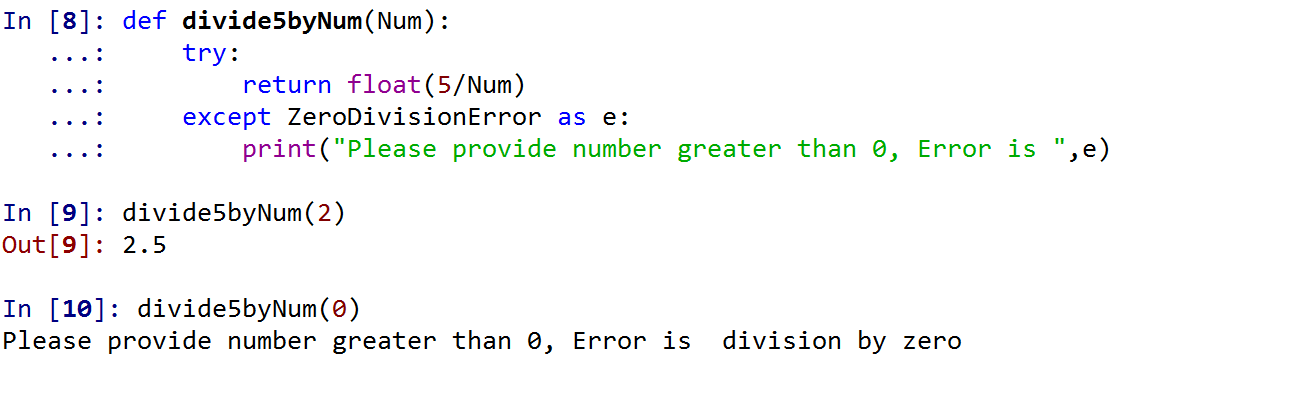 In [8]: def divide5byNum(Num):
   ...:     try:
   ...:         return float(5/Num)
   ...:     except ZeroDivisionError as e:
   ...:         print("Please provide number greater than 0, Error is ",e)
In [9]: divide5byNum(2)
Out[9]: 2.5
In [10]: divide5byNum(0)
Please provide number greater than 0, Error is  division by zero